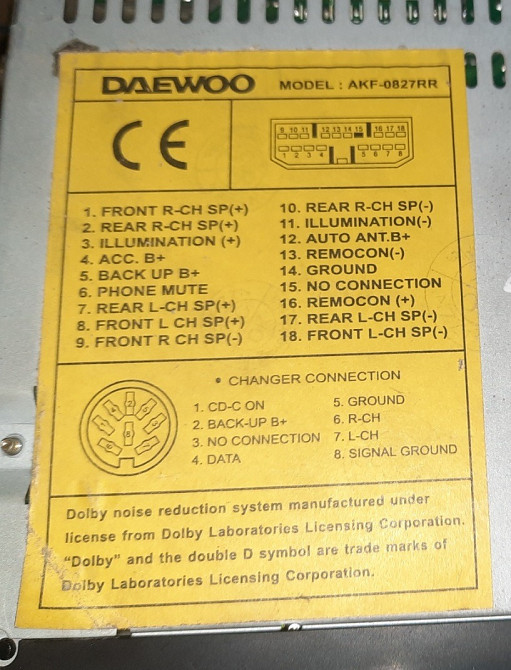 DAEWOO MODEL : AKF-0827RR
CE
9 10 11 12 13 14 15 16 17 18
1 2 3 4 5 6 7 8
1. FRONT R-CH SP(+)
2. REAR R-CH SP(+)
3. ILLUMINATION (+)
4. ACC. B+
5. BACK UP B+
6. PHONE MUTE
7. REAR L-CH SP(+)
8. FRONT L CH SP(+)
9. FRONT R CH SP(-)
10. REAR R-CH SP(-)
11. ILLUMINATION(-)
12. AUTO ANT.B+
13. REMOCON(-)
14. GROUND
15. NO CONNECTION
16. REMOCON (+)
17. REAR L-CH SP(-)
18. FRONT L-CH SP(-)
• CHANGER CONNECTION
1. CD-C ON
2. BACK-UP B+
3. NO CONNECTION
4. DATA
5. GROUND
6. R-CH
7. L-CH
8. SIGNAL GROUND
Dolby noise reduction system manufactured under
license from Dolby Laboratories Licensing Corporation.
"Dolby" and the double D symbol are trade marks of
Dolby Laboratories Licensing Corporation.